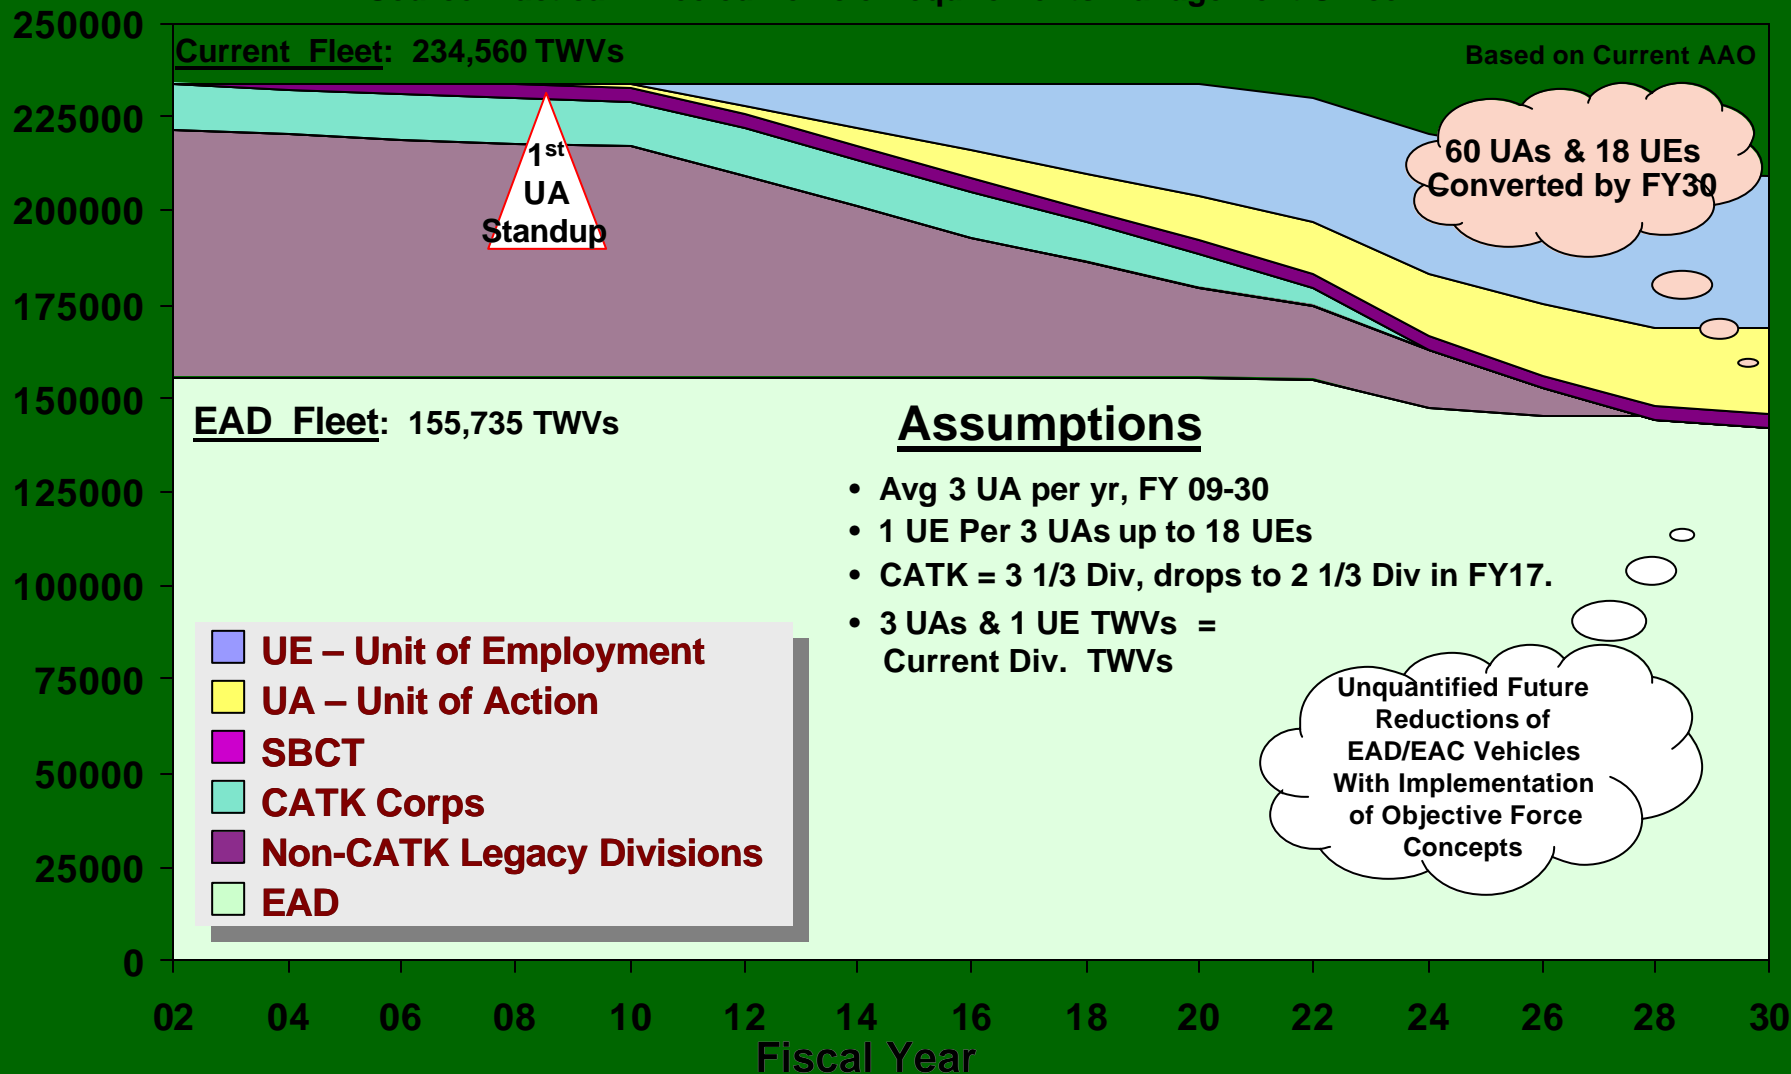 250000
225000
200000
175000
150000
125000
100000
75000
50000
25000
0
Current Fleet: 234,560 TWVs
Based on Current AAO
60 UAs & 18 UEs
Converted by FY30
1st
UA
Standup
EAD Fleet: 155,735 TWVs
Assumptions
• Avg 3 UA per yr, FY 09-30
• 1 UE Per 3 UAs up to 18 UEs
• CATK = 3 1/3 Div, drops to 2 1/3 Div in FY17.
• 3 UAs & 1 UE TWVs =
Current Div. TWVs
UE – Unit of Employment
UA – Unit of Action
SBCT
CATK Corps
Non-CATK Legacy Divisions
EAD
Unquantified Future
Reductions of
EAD/EAC Vehicles
With Implementation
of Objective Force
Concepts
02 04 06 08 10 12 14 16 18 20 22 24 26 28 30
Fiscal Year